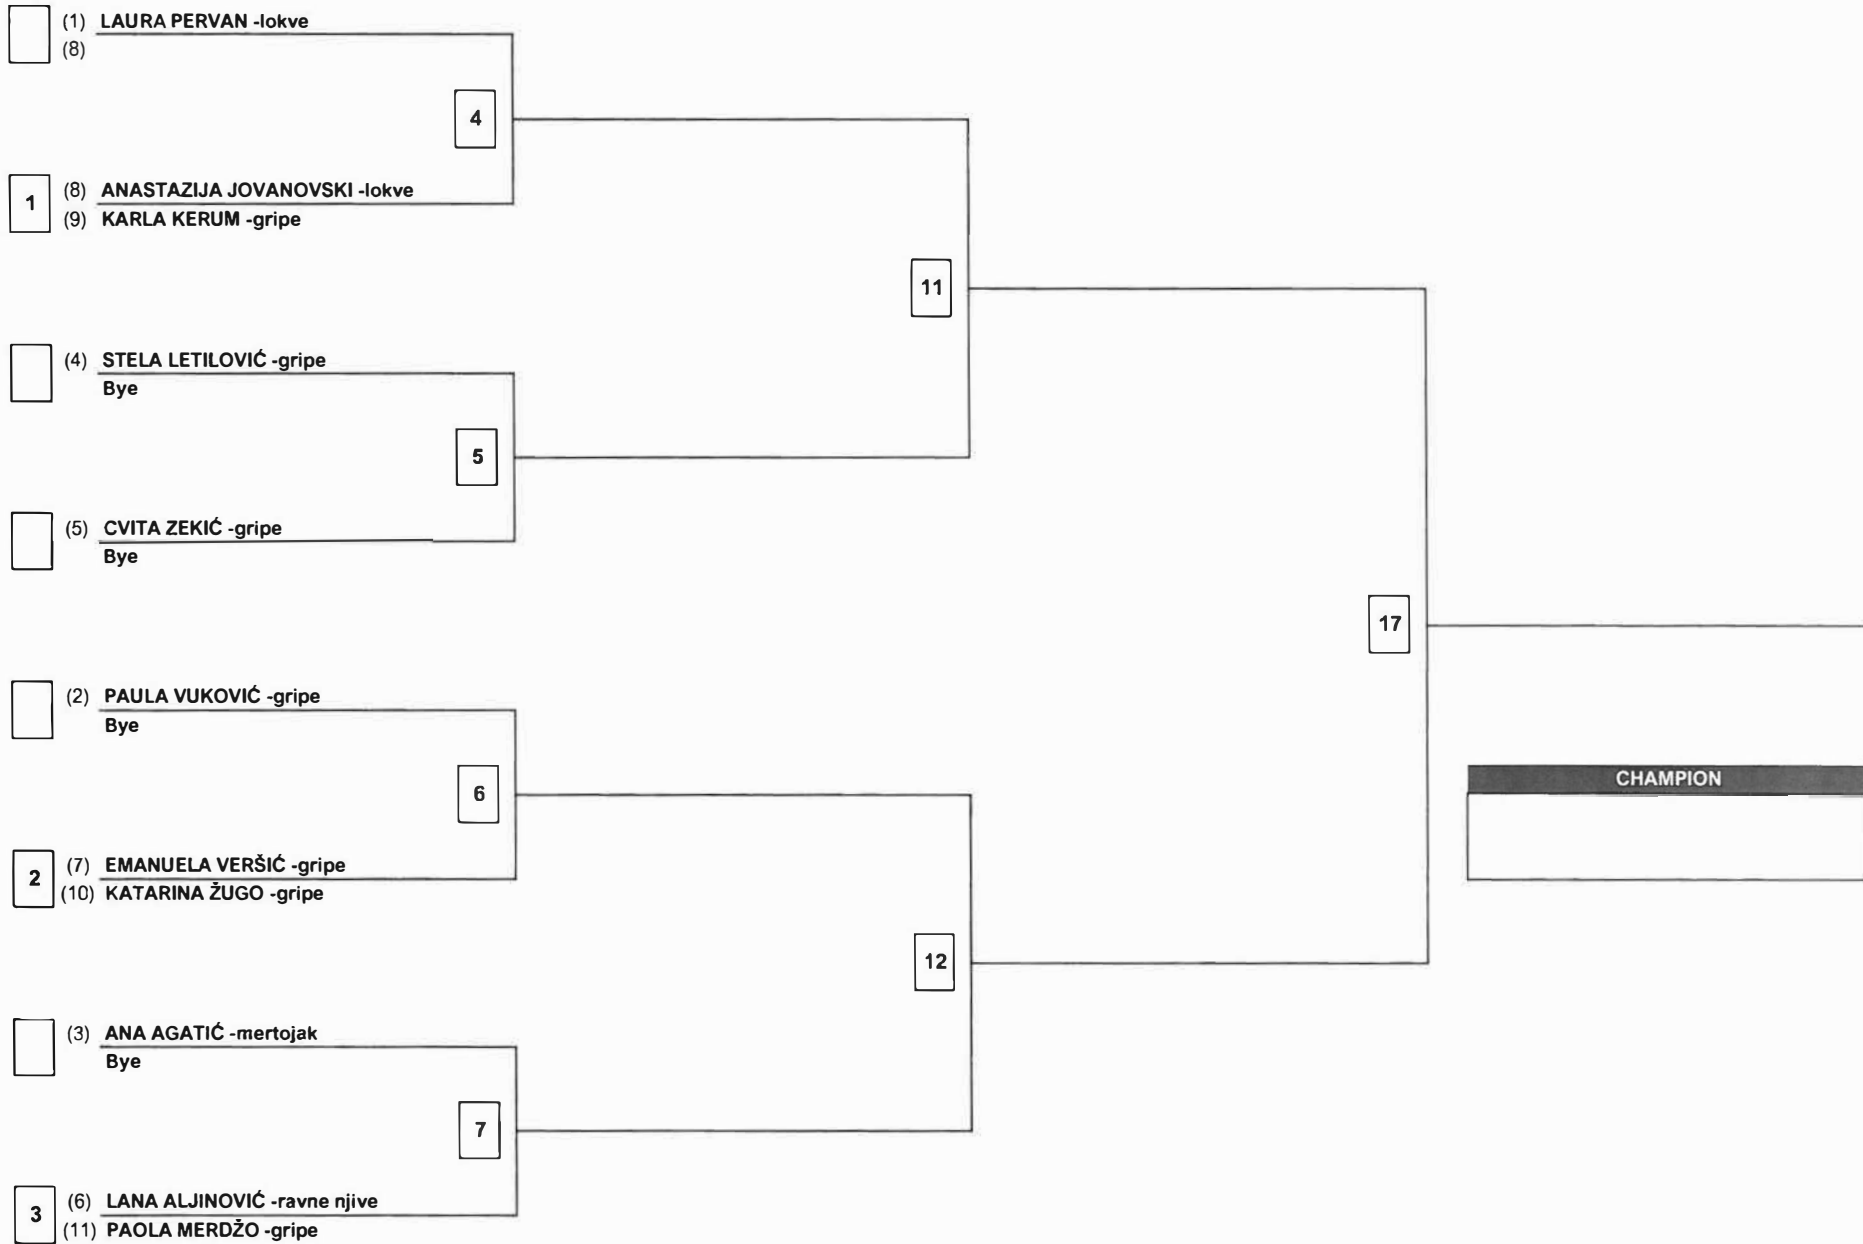 (1) LAURA PERVAN -lokve
(8)
4
1
(8) ANASTAZIJA JOVANOVSKI -lokve
(9) KARLA KERUM -gripe
11
(4) STELA LETILOVIĆ -gripe
Bye
5
(5) CVITA ZEKIĆ -gripe
Bye
17
(2) PAULA VUKOVIĆ -gripe
Bye
6
CHAMPION
2
(7) EMANUELA VERŠIĆ -gripe
(10) KATARINA ŽUGO -gripe
12
(3) ANA AGATIĆ -mertojak
Bye
7
3
(6) LANA ALJINOVIĆ -ravne njive
(11) PAOLA MERDŽO -gripe